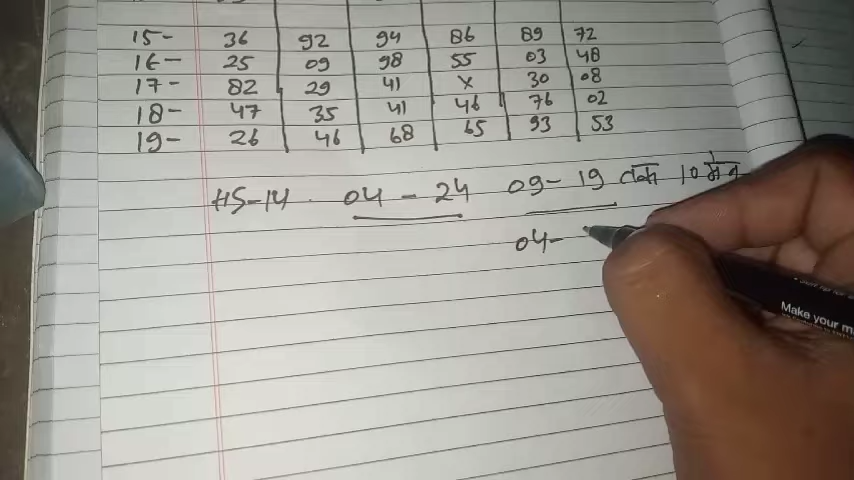 15- 36 92 94 86 89 72
16- 25 09 98 55 03 48
17- 82 29 41 X 30 08
18- 47 35 41 46 76 02
19- 26 46 68 65 93 53
HS-14. 04 - 24 09-19 10
04-
Make your m